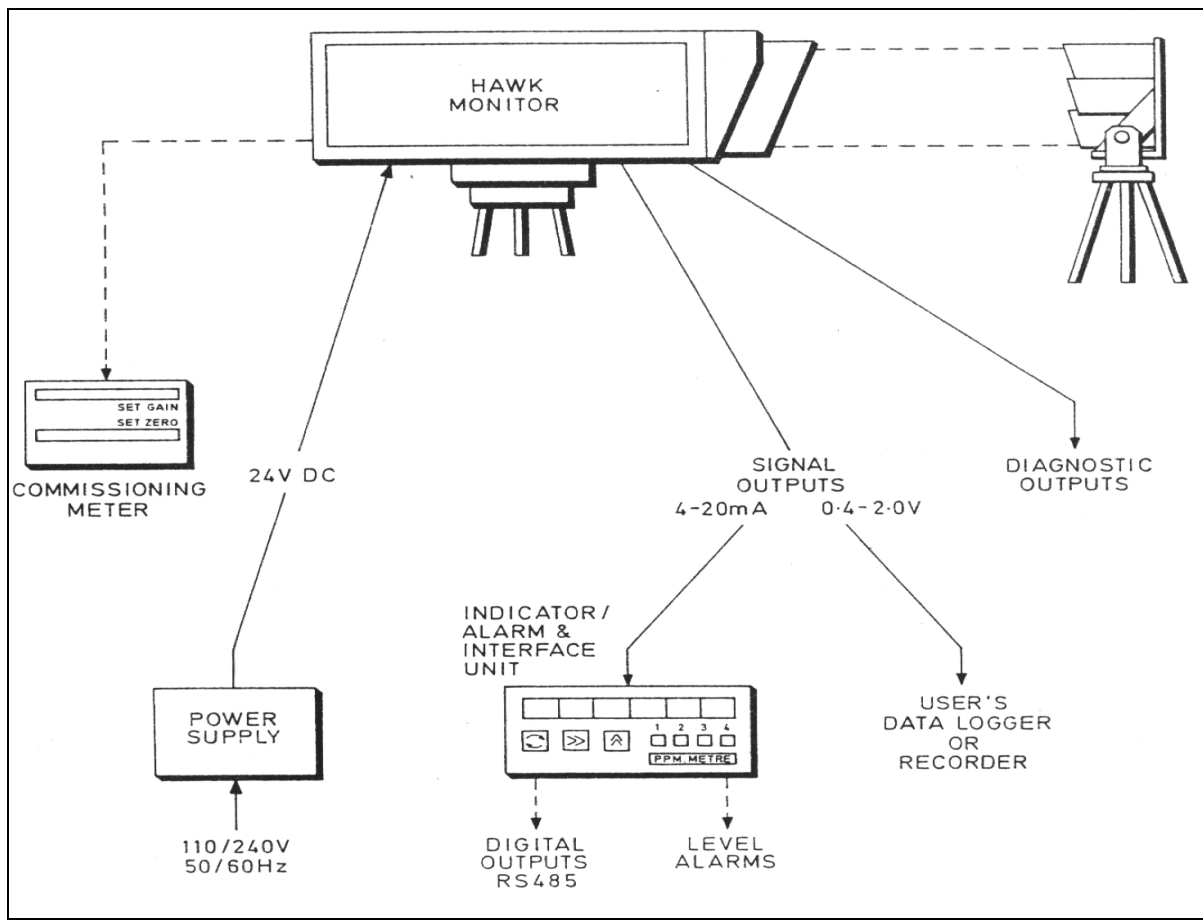 HAWK
MONITOR
SET GAIN
SET ZERO
COMMISSIONING
METER
24V DC
SIGNAL
OUTPUTS
4-20mA 0·4-2·0V
DIAGNOSTIC
OUTPUTS
INDICATOR/
ALARM &
INTERFACE
UNIT
POWER
SUPPLY
1 2 3 4
PPM. METRE
USER'S
DATA LOGGER
OR
RECORDER
110/240V
50/60Hz
DIGITAL
OUTPUTS
RS485
LEVEL
ALARMS